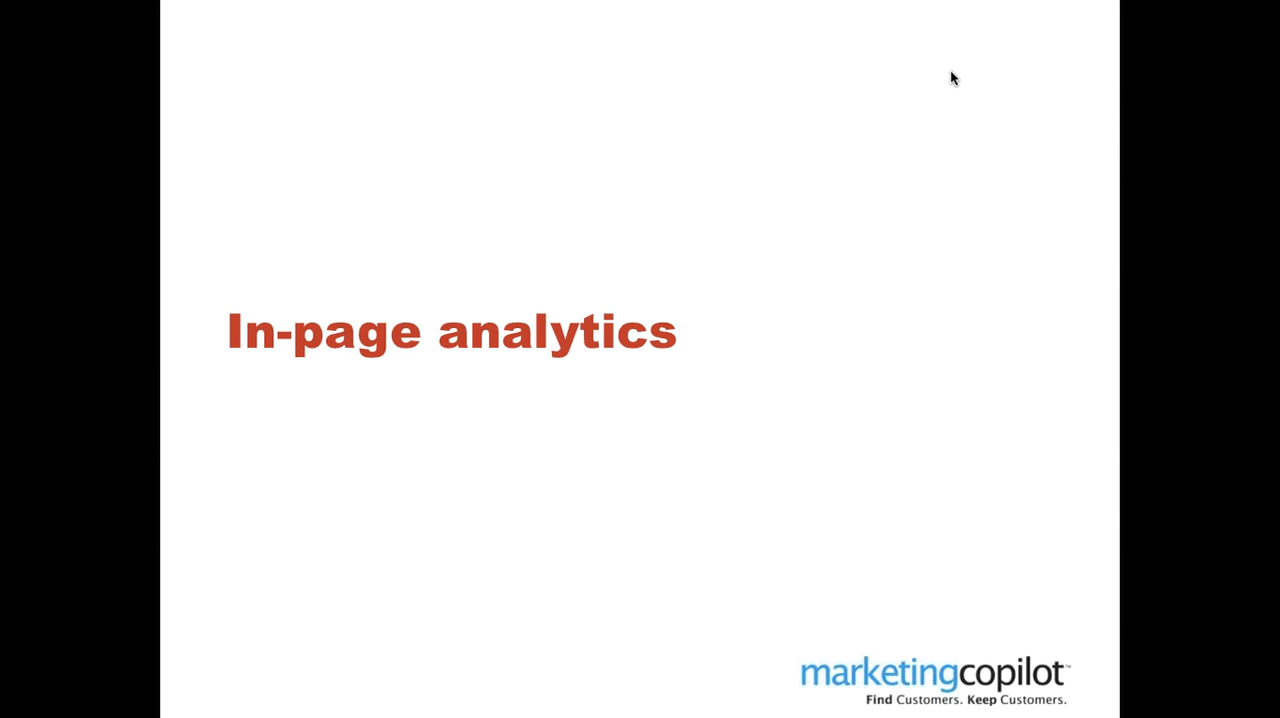 In-page analytics
marketingcopilot™
Find Customers. Keep Customers.